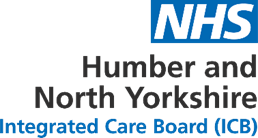 NHS
Humber and
North Yorkshire
Integrated Care Board (ICB)